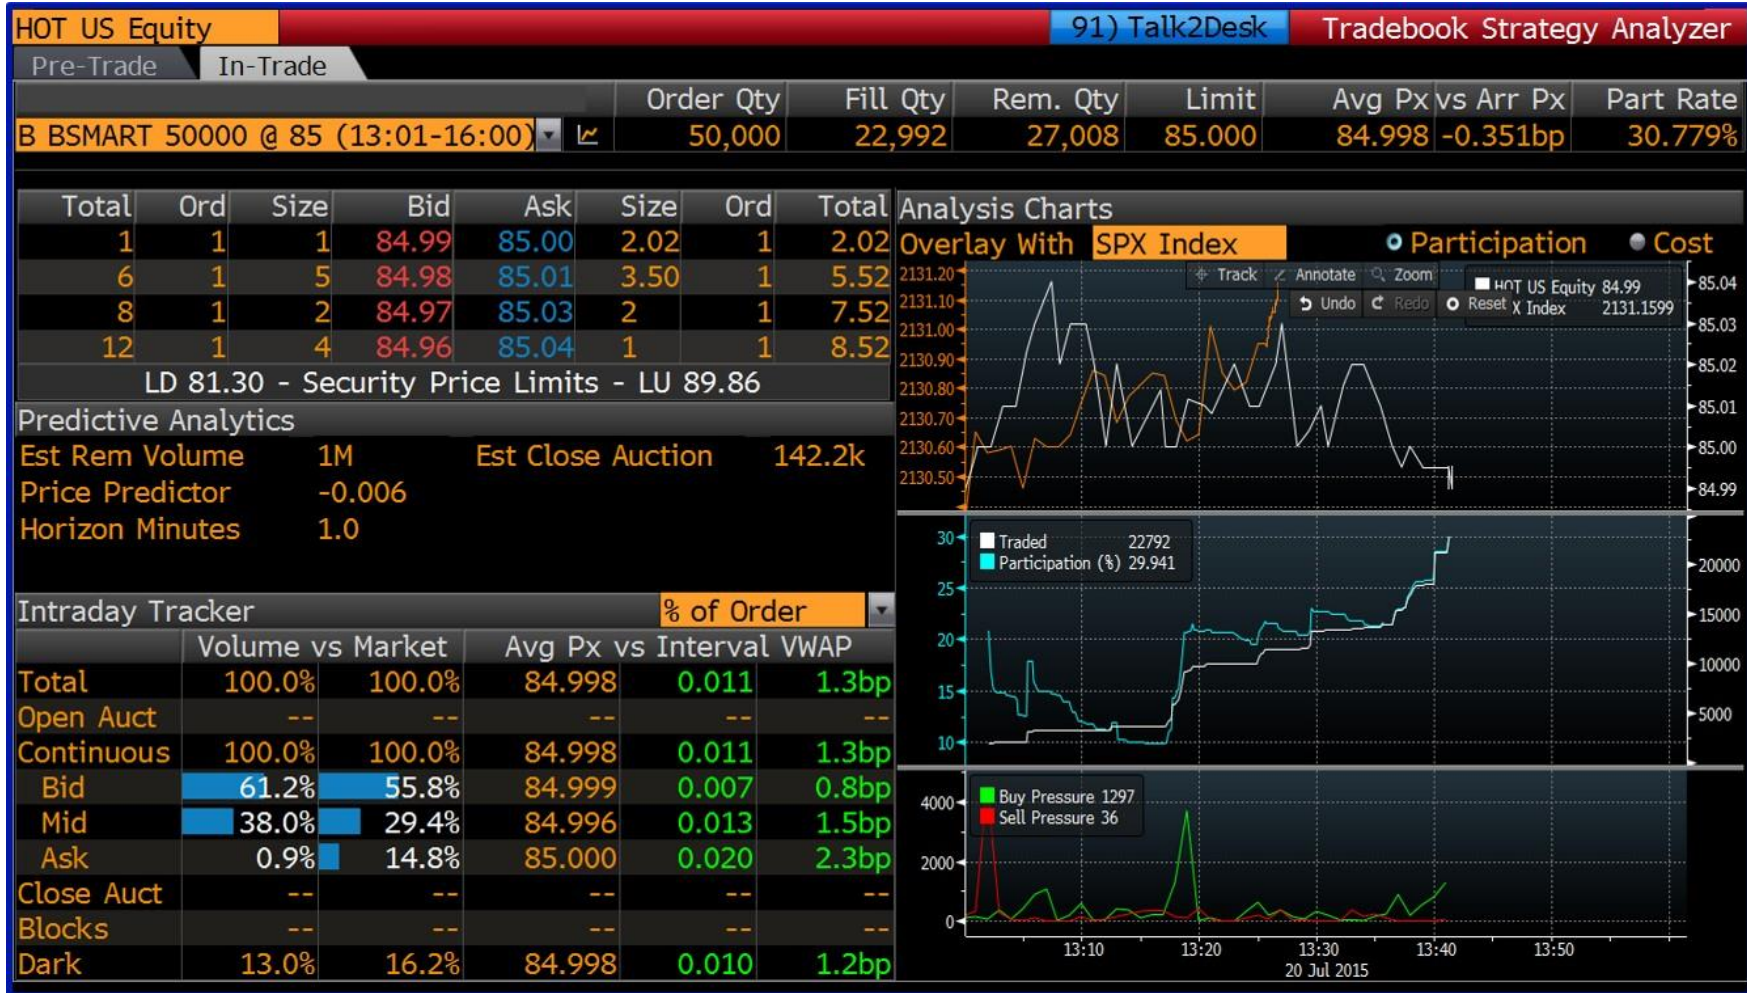 HOT US Equity 91) Talk2Desk Tradebook Strategy Analyzer
Pre-Trade In-Trade
Order Qty Fill Qty Rem. Qty Limit Avg Px vs Arr Px Part Rate
B BSMART 50000 @ 85 (13:01-16:00) 50,000 22,992 27,008 85.000 84.998 -0.351bp 30.779%
Total Ord Size Bid Ask Size Ord Total
1 1 1 84.99 85.00 2.02 1 2.02
6 1 5 84.98 85.01 3.50 1 5.52
8 1 2 84.97 85.03 2 1 7.52
12 1 4 84.96 85.04 1 1 8.52
LD 81.30 - Security Price Limits - LU 89.86
Predictive Analytics
Est Rem Volume 1M Est Close Auction 142.2k
Price Predictor -0.006
Horizon Minutes 1.0
Intraday Tracker % of Order
Volume vs Market Avg Px vs Interval VWAP
Total 100.0% 100.0% 84.998 0.011 1.3bp
Open Auct -- -- -- -- --
Continuous 100.0% 100.0% 84.998 0.011 1.3bp
Bid 61.2% 55.8% 84.999 0.007 0.8bp
Mid 38.0% 29.4% 84.996 0.013 1.5bp
Ask 0.9% 14.8% 85.000 0.020 2.3bp
Close Auct -- -- -- -- --
Blocks -- -- -- -- --
Dark 13.0% 16.2% 84.998 0.010 1.2bp
Analysis Charts
Overlay With SPX Index Participation Cost
Track Annotate Zoom
Undo Redo Reset
HOT US Equity 84.99
X Index 2131.1599
2131.20
2131.10
2131.00
2130.90
2130.80
2130.70
2130.60
2130.50
85.04
85.03
85.02
85.01
85.00
84.99
Traded 22792
Participation (%) 29.941
30
25
20
15
10
20000
15000
10000
5000
Buy Pressure 1297
Sell Pressure 36
4000
2000
0
13:10 13:20 13:30 13:40 13:50
20 Jul 2015